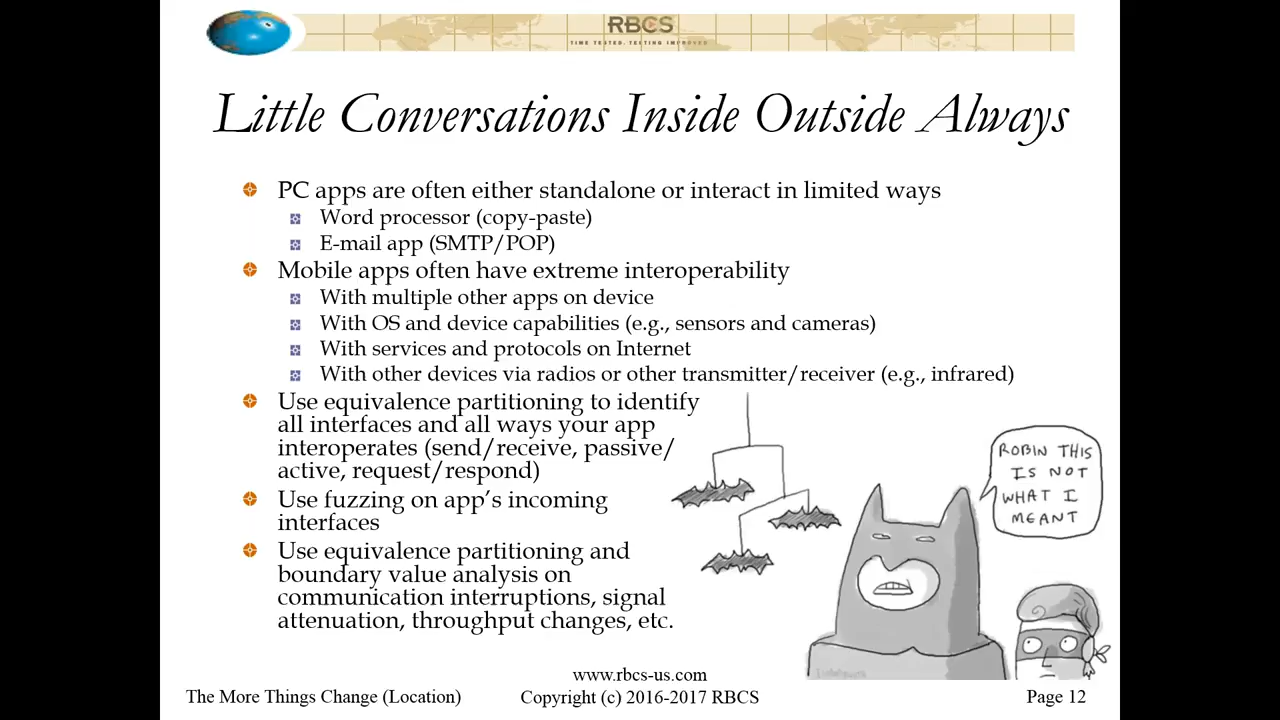 RBCS
TIME TESTED. TESTING IMPROVED
Little Conversations Inside Outside Always
PC apps are often either standalone or interact in limited ways
Word processor (copy-paste)
E-mail app (SMTP/POP)
Mobile apps often have extreme interoperability
With multiple other apps on device
With OS and device capabilities (e.g., sensors and cameras)
With services and protocols on Internet
With other devices via radios or other transmitter/receiver (e.g., infrared)
Use equivalence partitioning to identify
all interfaces and all ways your app
interoperates (send/receive, passive/
active, request/respond)
Use fuzzing on app's incoming
interfaces
Use equivalence partitioning and
boundary value analysis on
communication interruptions, signal
attenuation, throughput changes, etc.
ROBIN THIS
IS NOT
WHAT I
MEANT
www.rbcs-us.com
The More Things Change (Location)
Copyright (c) 2016-2017 RBCS
Page 12